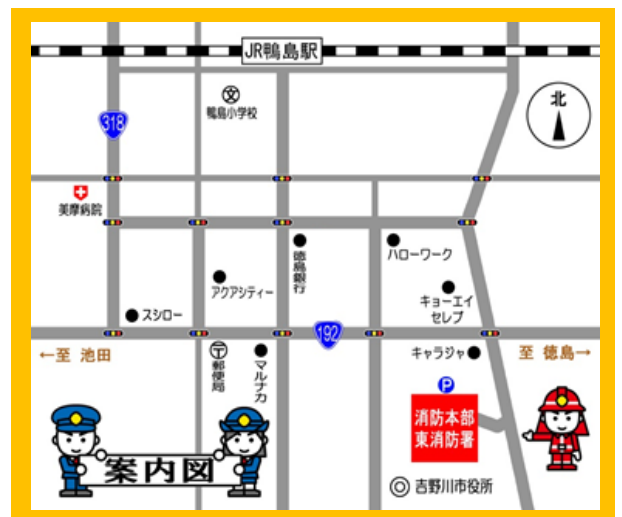 JR鴨島駅
文
鴨島小学校
北
318
美摩病院
ハローワーク
徳島銀行
アクアシティー
キョーエイ
セレブ
スシロー
192
←至 池田
郵便局
マルナカ
キャラジャ
至 徳島→
P
消防本部
東消防署
案内図
吉野川市役所